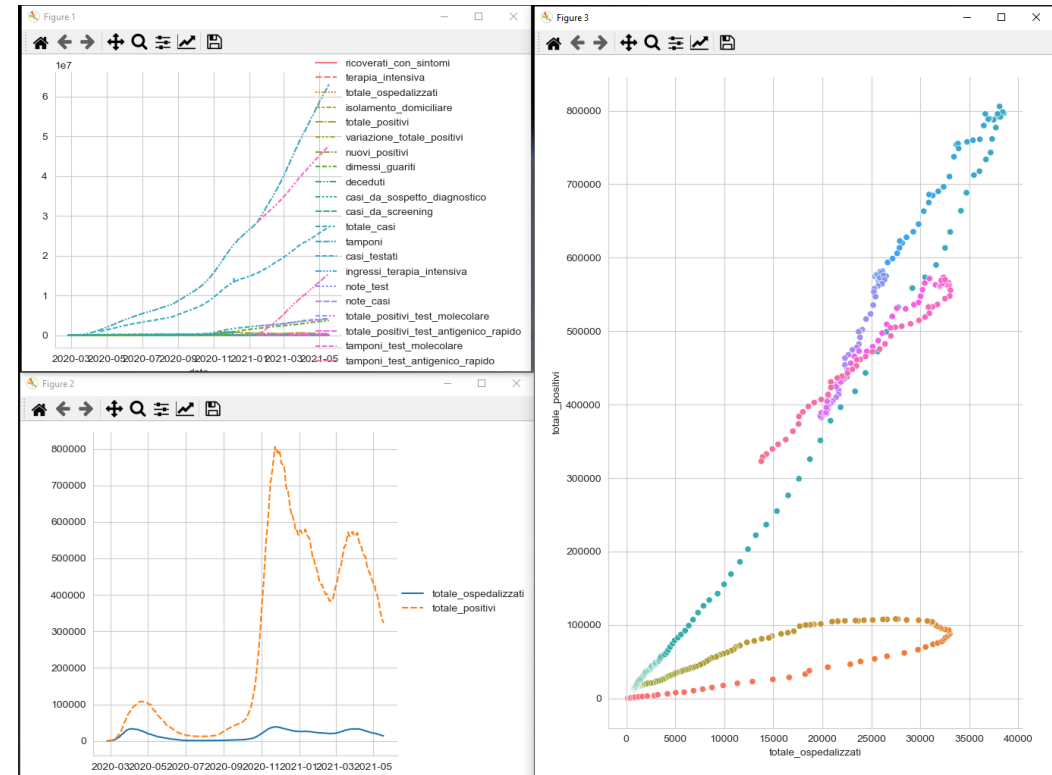 Figure 1
1e7
6
5
4
3
2
1
0
2020-03 2020-05 2020-07 2020-09 2020-11 2021-01 2021-03 2021-05
date
ricoverati_con_sintomi
terapia_intensiva
totale_ospedalizzati
isolamento_domiciliare
totale_positivi
variazione_totale_positivi
nuovi_positivi
dimessi_guariti
deceduti
casi_da_sospetto_diagnostico
casi_da_screening
totale_casi
tamponi
casi_testati
ingressi_terapia_intensiva
note_test
note_casi
totale_positivi_test_molecolare
totale_positivi_test_antigenico_rapido
tamponi_test_molecolare
tamponi_test_antigenico_rapido
Figure 2
800000
700000
600000
500000
400000
300000
200000
100000
0
2020-03 2020-05 2020-07 2020-09 2020-11 2021-01 2021-03 2021-05
totale_ospedalizzati
totale_positivi
Figure 3
800000
700000
600000
500000
400000
300000
200000
100000
0
totale_positivi
0 5000 10000 15000 20000 25000 30000 35000 40000
totale_ospedalizzati